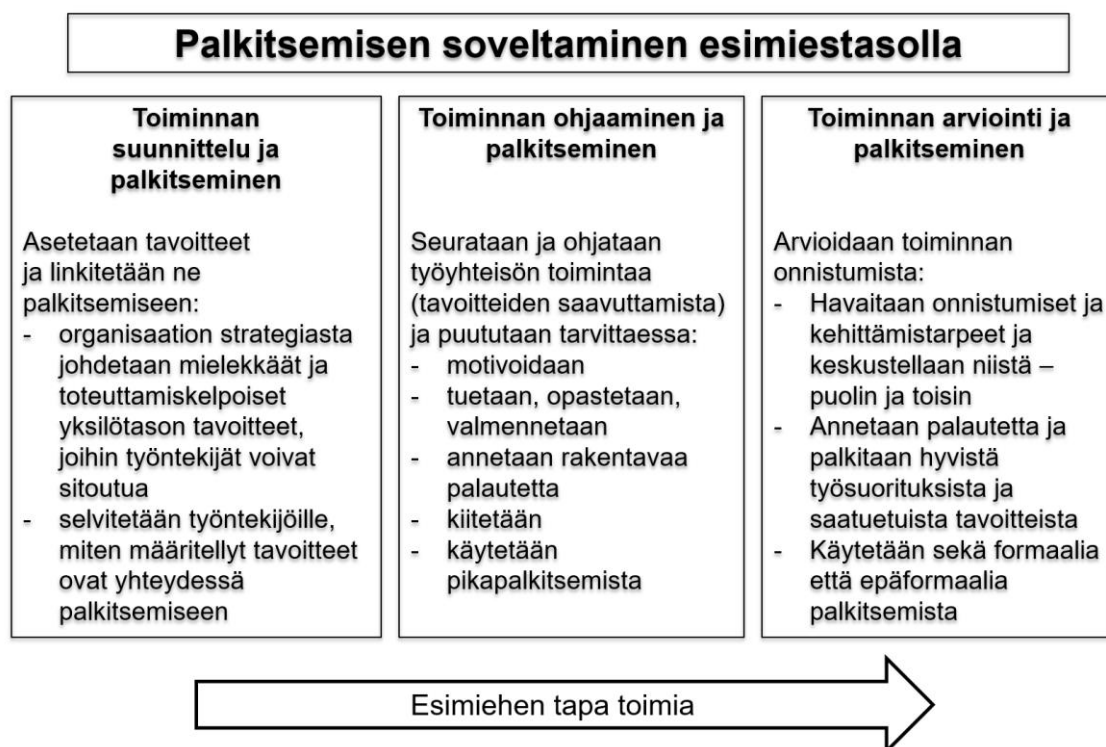 Palkitsemisen soveltaminen esimiestasolla
Toiminnan
suunnittelu ja
palkitseminen
Asetetaan tavoitteet
ja linkitetään ne
palkitsemiseen:
- organisaation strategiasta
johdetaan mielekkäät ja
toteuttamiskelpoiset
yksilötason tavoitteet,
joihin työntekijät voivat
sitoutua
- selvitetään työntekijöille,
miten määritellyt tavoitteet
ovat yhteydessä
palkitsemiseen
Toiminnan ohjaaminen ja
palkitseminen
Seurataan ja ohjataan
työyhteisön toimintaa
(tavoitteiden saavuttamista)
ja puututaan tarvittaessa:
- motivoidaan
- tuetaan, opastetaan,
valmennetaan
- annetaan rakentavaa
palautetta
- kiitetään
- käytetään
pikapalkitsemista
Toiminnan arviointi ja
palkitseminen
Arvioidaan toiminnan
onnistumista:
- Havaitaan onnistumiset ja
kehittämistarpeet ja
keskustellaan niistä –
puolin ja toisin
- Annetaan palautetta ja
palkitaan hyvistä
työsuorituksista ja
saatuetuista tavoitteista
- Käytetään sekä formaalia
että epäformaalia
palkitsemista
Esimiehen tapa toimia